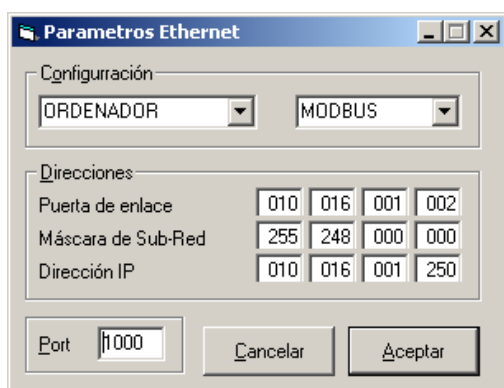 Parametros Ethernet
Configurración
ORDENADOR MODBUS
Direcciones
Puerta de enlace 010 016 001 002
Máscara de Sub-Red 255 248 000 000
Dirección IP 010 016 001 250
Port 1000 Cancelar Aceptar